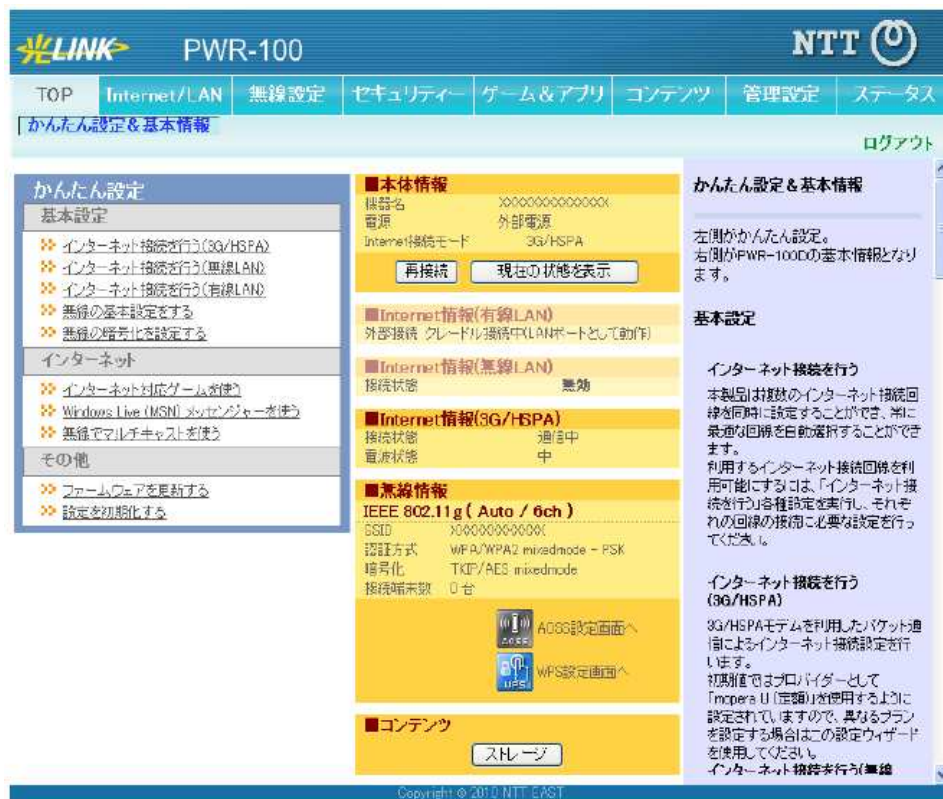 光LINK PWR-100
NTT
TOP Internet/LAN 無線設定 セキュリティー ゲーム&アプリ コンテンツ 管理設定 ステータス
かんたん設定&基本情報
ログアウト
かんたん設定
基本設定
インターネット接続を行う(3G/HSPA)
インターネット接続を行う(無線LAN)
インターネット接続を行う(有線LAN)
無線の基本設定をする
無線の暗号化を設定する
インターネット
インターネット対応ゲームを使う
Windows Live (MSN) メッセンジャーを使う
無線でマルチキャストを使う
その他
ファームウェアを更新する
設定を初期化する
■本体情報
機器名 XXXXXXXXXXXXXX
電源 外部電源
Internet接続モード 3G/HSPA
再接続 現在の状態を表示
■Internet情報(有線LAN)
外部接続 クレードル接続中(LANポートとして動作)
■Internet情報(無線LAN)
接続状態 無効
■Internet情報(3G/HSPA)
接続状態 通信中
電波状態 中
■無線情報
IEEE 802.11g ( Auto / 6ch )
SSID XXXXXXXXXXXX
認証方式 WPA/WPA2 mixedmode - PSK
暗号化 TKIP/AES mixedmode
接続端末数 0 台
AOSS
AOSS設定画面へ
WPS
WPS設定画面へ
■コンテンツ
ストレージ
かんたん設定&基本情報
左側がかんたん設定。
右側がPWR-100Dの基本情報となり
ます。
基本設定
インターネット接続を行う
本製品は複数のインターネット接続回
線を同時に設定することができ、常に
最適な回線を自動選択することができ
ます。
利用するインターネット接続回線を利
用可能にするには、「インターネット接
続を行う」各種設定を実行し、それぞ
れの回線の接続に必要な設定を行っ
てください。
インターネット接続を行う
(3G/HSPA)
3G/HSPAモデムを利用したパケット通
信によるインターネット接続設定を行
います。
初期値ではプロバイダーとして
「mopera U (定額)」を使用するように
設定されていますので、異なるプラン
を設定する場合はこの設定ウィザード
を使用してください。
インターネット接続を行う(無線
Copyright © 2010 NTT EAST